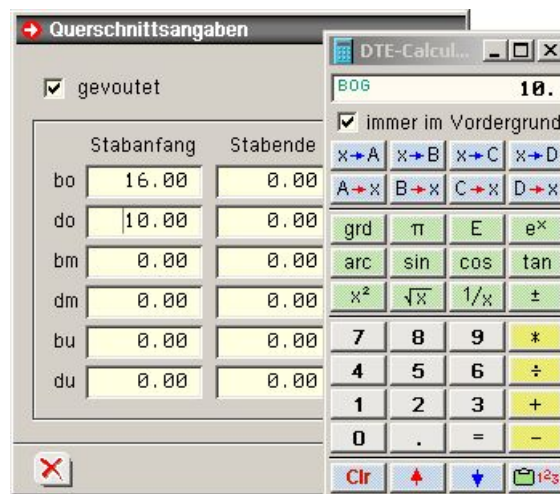 Querschnittsangaben
gevoutet
Stabanfang Stabende
bo 16.00 0.00
do 10.00 0.00
bm 0.00 0.00
dm 0.00 0.00
bu 0.00 0.00
du 0.00 0.00
DTE-Calcul...
BOG 10.
immer im Vordergrund
x→A x→B x→C x→D
A→x B→x C→x D→x
grd π E eˣ
arc sin cos tan
x² √x 1/x ±
7 8 9 *
4 5 6 ÷
1 2 3 +
0 . = −
Clr 123